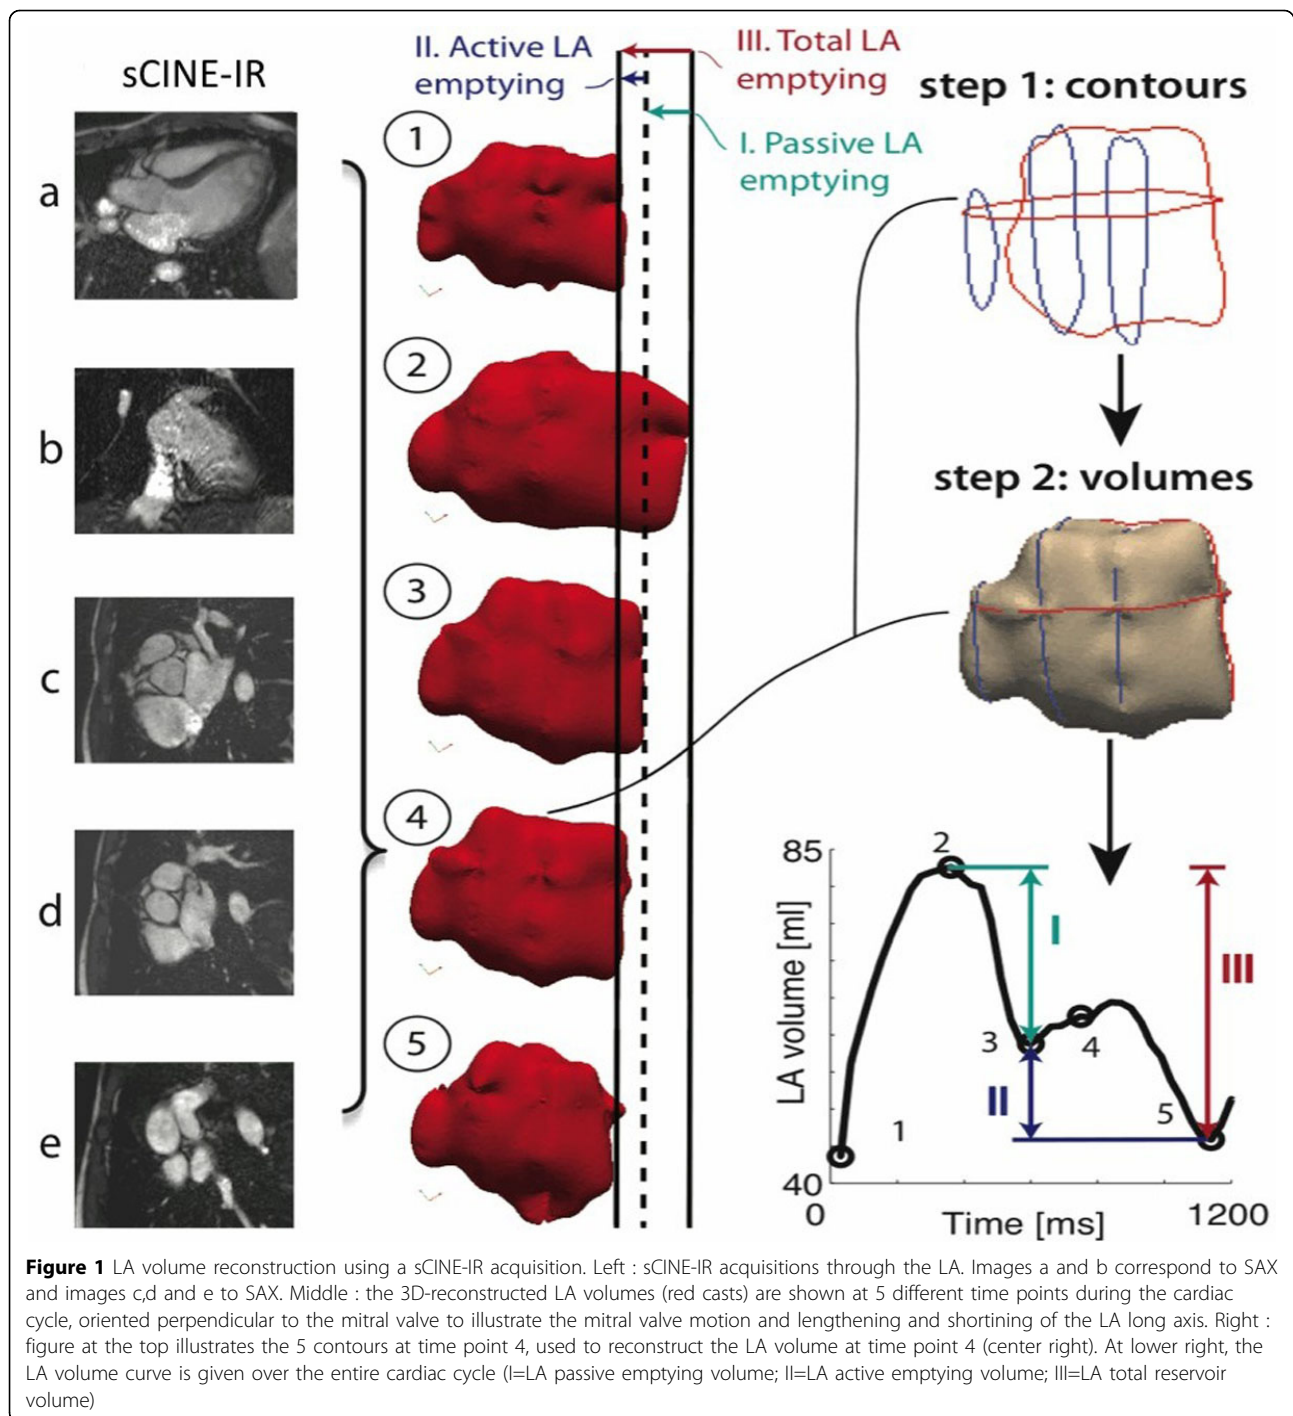 sCINE-IR
a
b
c
d
e
II. Active LA
emptying
III. Total LA
emptying
I. Passive LA
emptying
1
2
3
4
5
step 1: contours
step 2: volumes
85
LA volume [ml]
40
0
Time [ms]
1200
1
2
3
4
5
I
II
III
Figure 1 LA volume reconstruction using a sCINE-IR acquisition. Left : sCINE-IR acquisitions through the LA. Images a and b correspond to SAX
and images c,d and e to SAX. Middle : the 3D-reconstructed LA volumes (red casts) are shown at 5 different time points during the cardiac
cycle, oriented perpendicular to the mitral valve to illustrate the mitral valve motion and lengthening and shortining of the LA long axis. Right :
figure at the top illustrates the 5 contours at time point 4, used to reconstruct the LA volume at time point 4 (center right). At lower right, the
LA volume curve is given over the entire cardiac cycle (I=LA passive emptying volume; II=LA active emptying volume; III=LA total reservoir
volume)